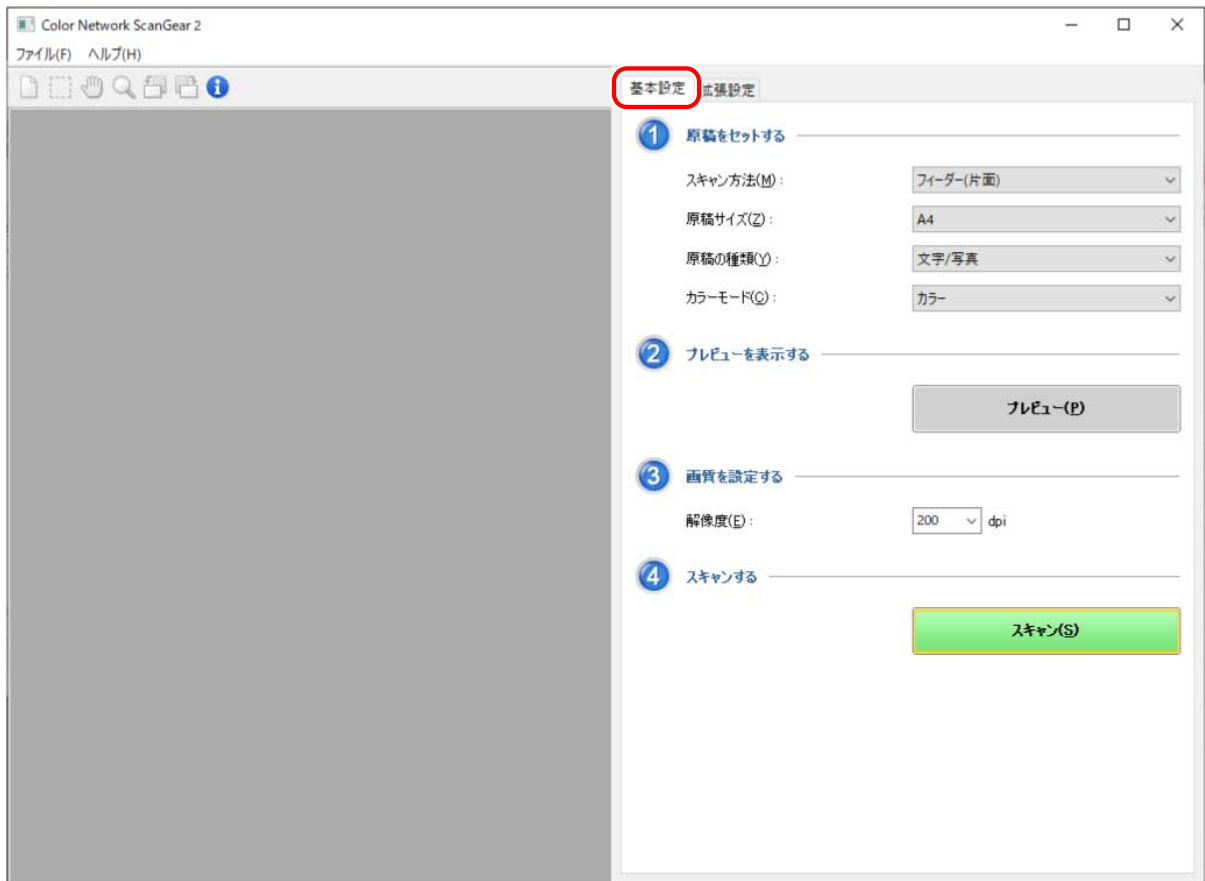 Color Network ScanGear 2
ファイル(F) ヘルプ(H)
基本設定 拡張設定
1 原稿をセットする
スキャン方法(M) : フィーダー(片面)
原稿サイズ(Z) : A4
原稿の種類(Y) : 文字/写真
カラーモード(C) : カラー
2 プレビューを表示する
プレビュー(P)
3 画質を設定する
解像度(E) : 200 dpi
4 スキャンする
スキャン(S)